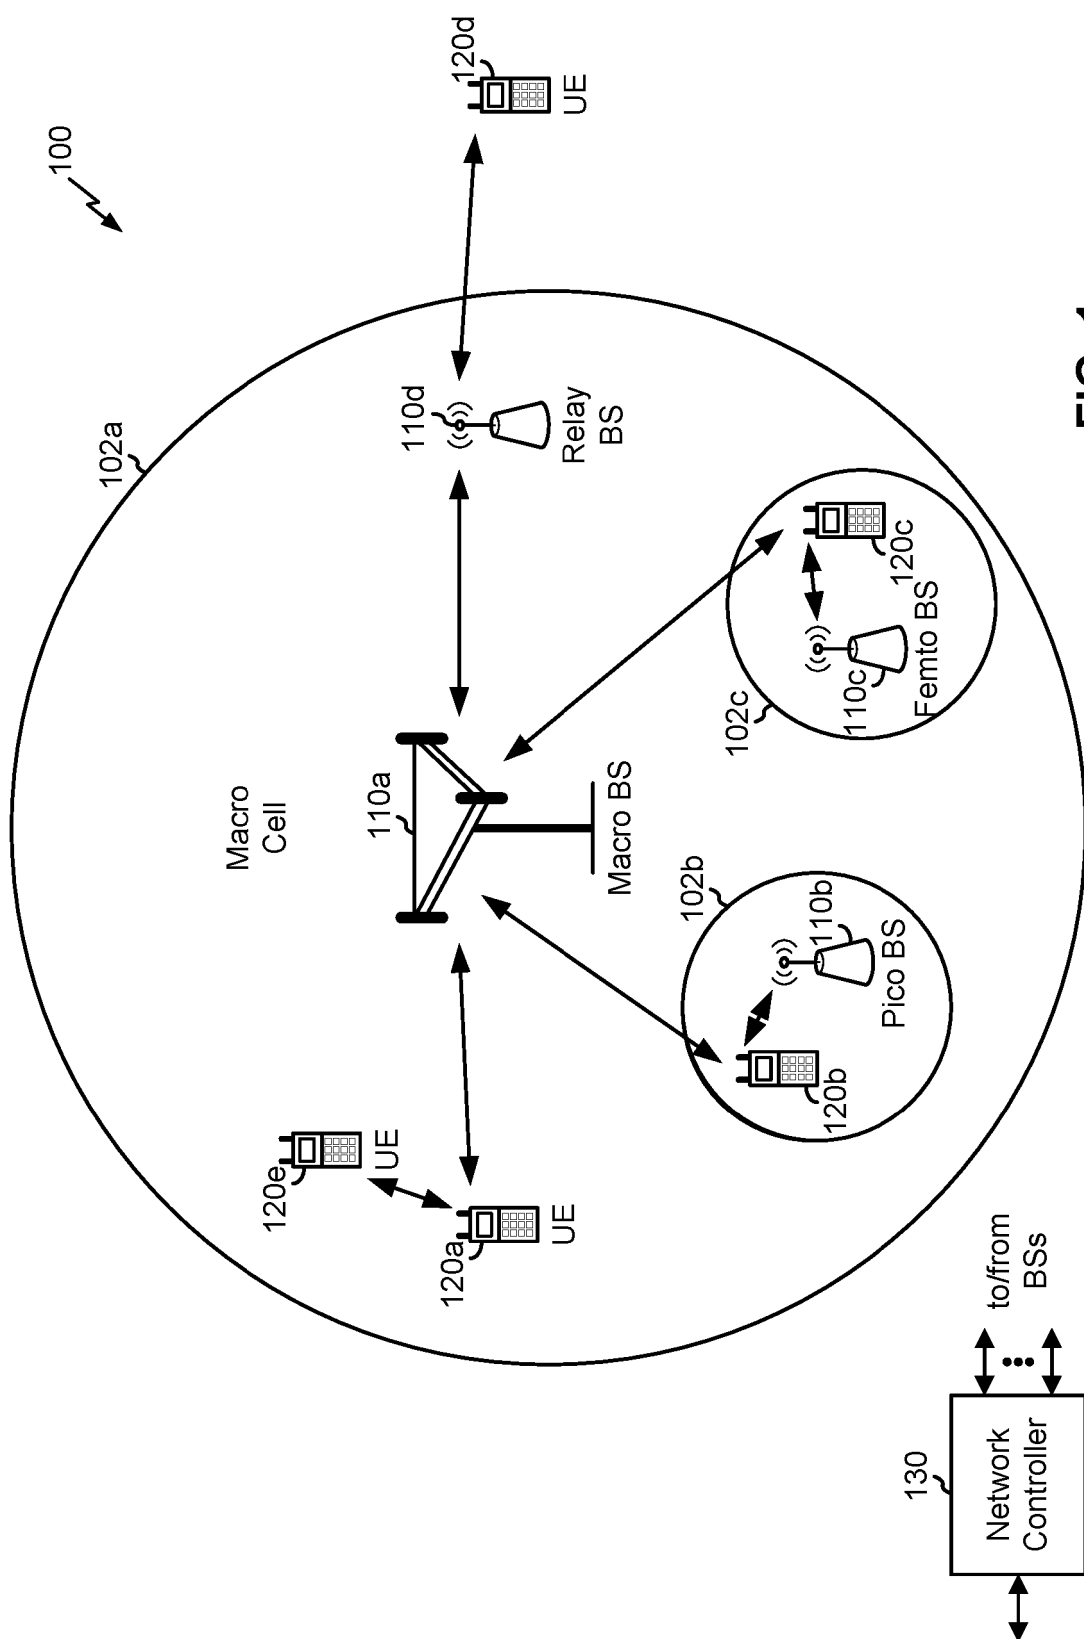 100
102a
Macro
Cell
120e
UE
110a
110d
120a
120d
UE
Relay
BS
UE
Macro BS
102b
102c
110b
120b
110c
Pico BS
120c
Femto BS
130
Network
Controller
to/from
BSs